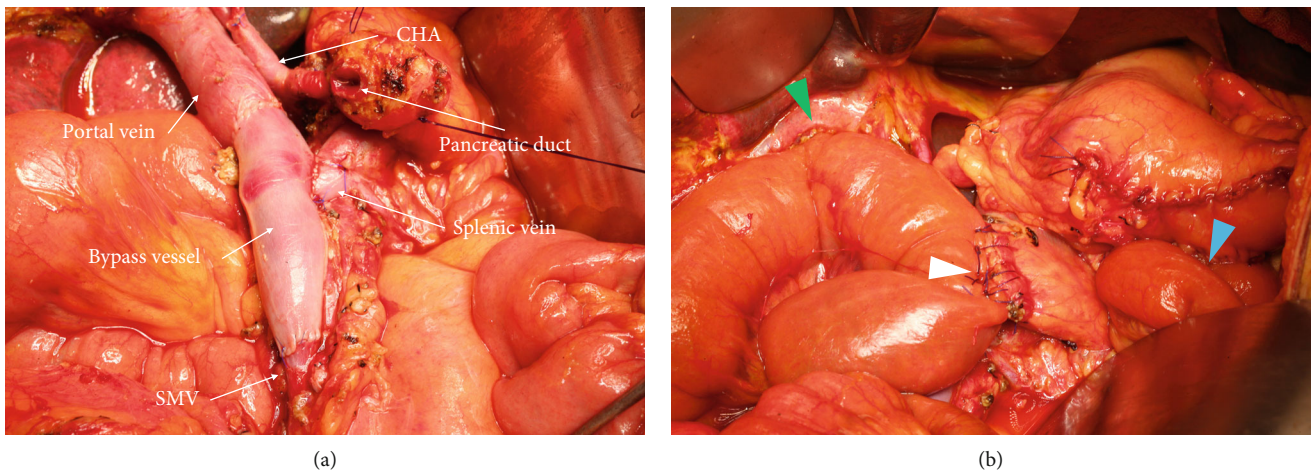 CHA
Portal vein
Pancreatic duct
Splenic vein
Bypass vessel
SMV
(a)
(b)